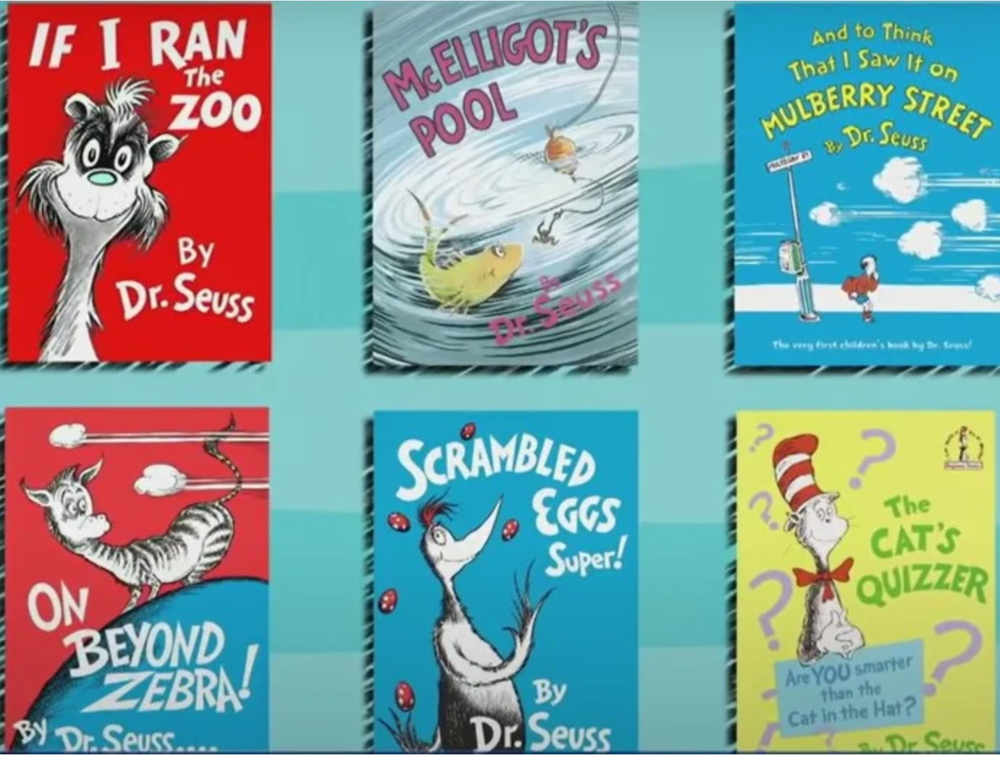 IF I RAN
The
ZOO
By
Dr. Seuss
McELLIGOT'S
POOL
By
Dr. Seuss
And to Think
That I Saw It on
MULBERRY STREET
By Dr. Seuss
MULBERRY ST.
The very first children's book by Dr. Seuss!
ON
BEYOND
ZEBRA!
By Dr. Seuss....
SCRAMBLED
EGGS
Super!
By
Dr. Seuss
The
CAT'S
QUIZZER
Are YOU smarter
than the
Cat in the Hat?
By Dr. Seuss